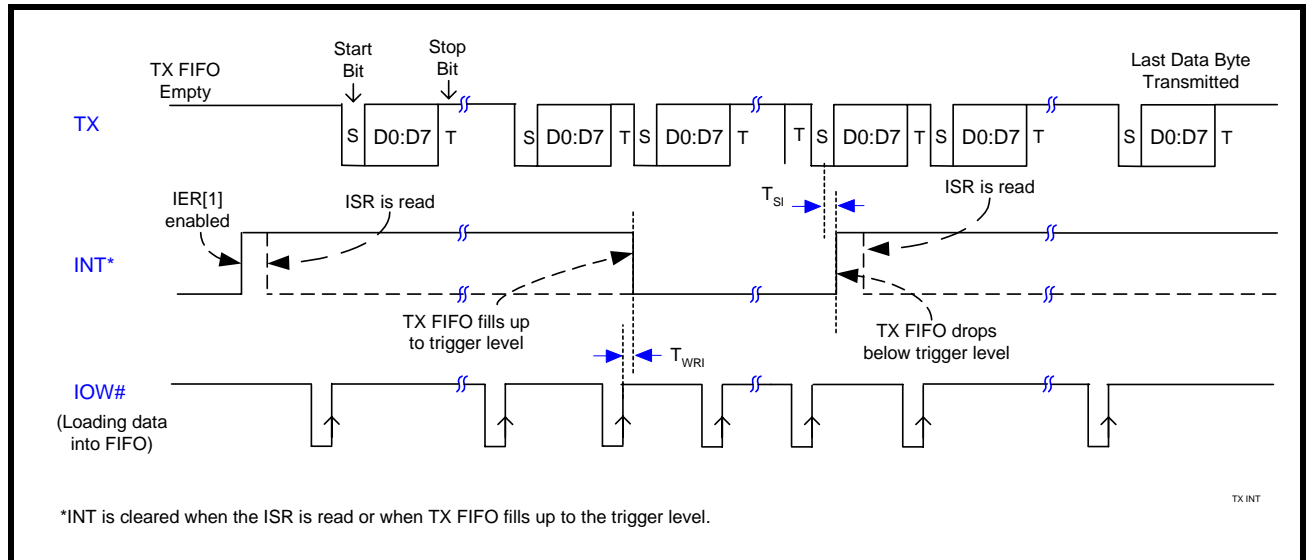 Start
Bit
Stop
Bit
TX FIFO
Empty
Last Data Byte
Transmitted
TX
S D0:D7 T S D0:D7 T S D0:D7 T T S D0:D7 T S D0:D7 T S D0:D7 T
IER[1]
enabled
ISR is read
TSI
ISR is read
INT*
TX FIFO fills up
to trigger level
TX FIFO drops
below trigger level
TWRI
IOW#
(Loading data
into FIFO)
TX INT
*INT is cleared when the ISR is read or when TX FIFO fills up to the trigger level.